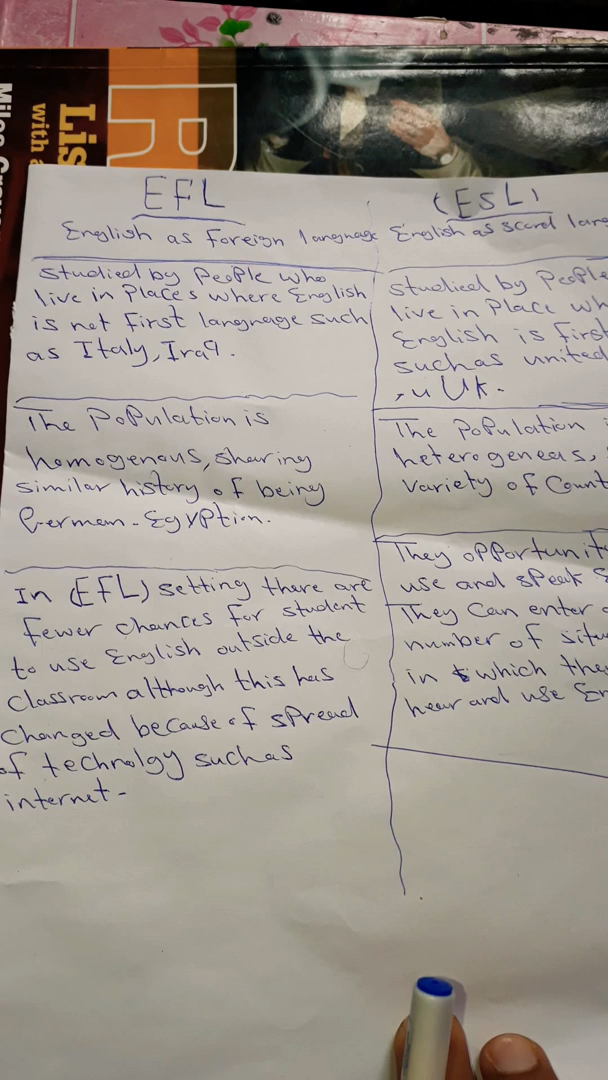 Lis
with a
R
EFL
English as foreign langnage
studied by People who
live in Places where English
is not first langnage such
as Italy, Iraq.
The Population is
homogenous, sharing
similar history of being
German-Egyption.
In (EFL) setting there are
fewer chances for student
to use English outside the
classroom although this has
changed because of spread
of technolgy suchas
internet-
(ESL)
English as scond lang
studied by People
live in Place wh
English is first
suchas united
UK.
The Population i
heterogeneas,
variety of Count
They opportunit
use and speak
They Can enter
number of situ
in which the
hear and use En